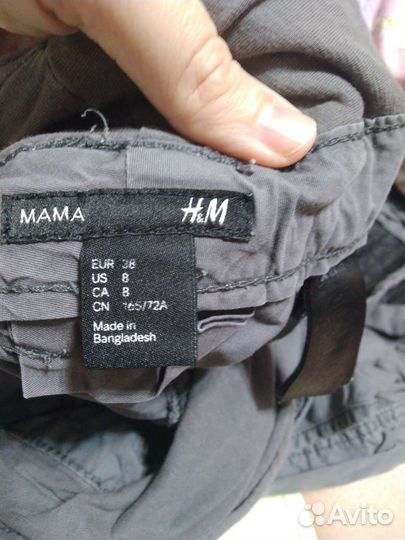 MAMA H&M
EUR 38
US 8
CA 8
CN 165/72A
Made in
Bangladesh
Avito